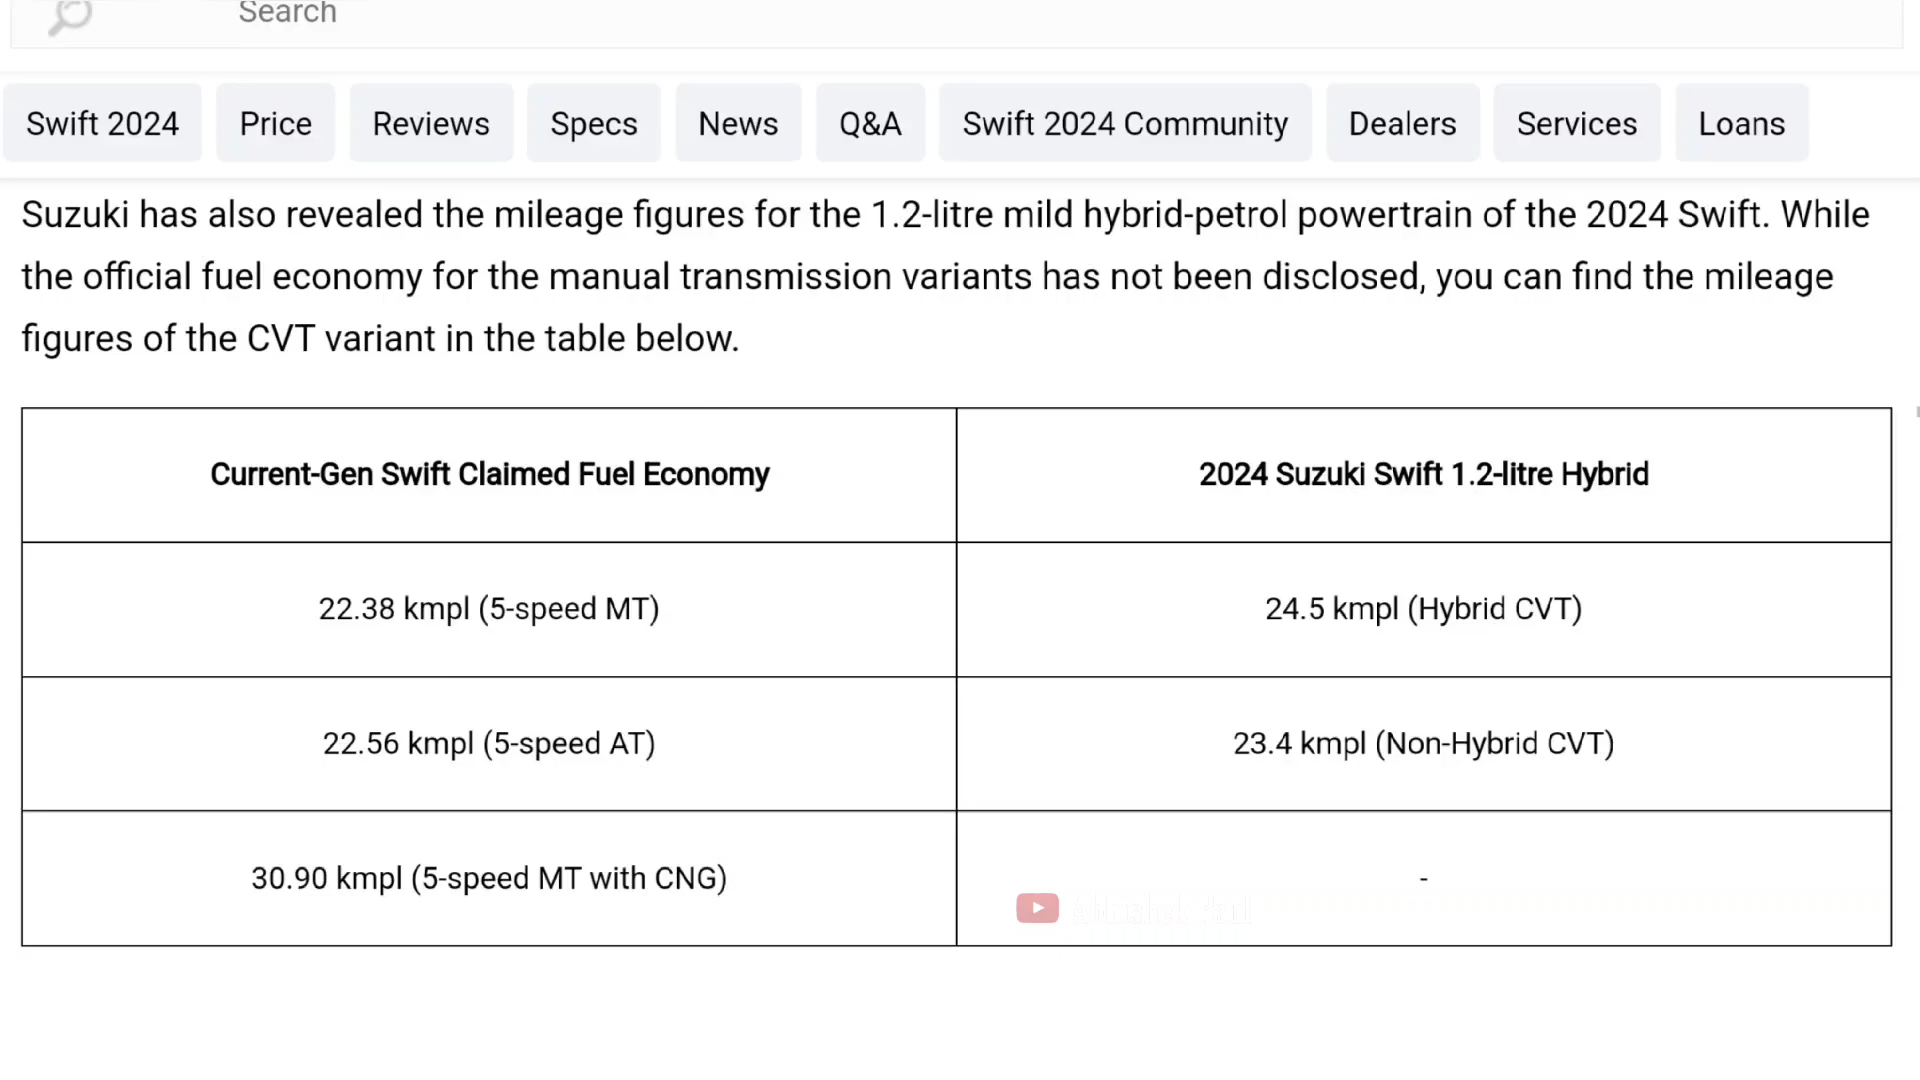 Search
Swift 2024 Price Reviews Specs News Q&A Swift 2024 Community Dealers Services Loans
Suzuki has also revealed the mileage figures for the 1.2-litre mild hybrid-petrol powertrain of the 2024 Swift. While
the official fuel economy for the manual transmission variants has not been disclosed, you can find the mileage
figures of the CVT variant in the table below.
Current-Gen Swift Claimed Fuel Economy 2024 Suzuki Swift 1.2-litre Hybrid
22.38 kmpl (5-speed MT) 24.5 kmpl (Hybrid CVT)
22.56 kmpl (5-speed AT) 23.4 kmpl (Non-Hybrid CVT)
30.90 kmpl (5-speed MT with CNG) -